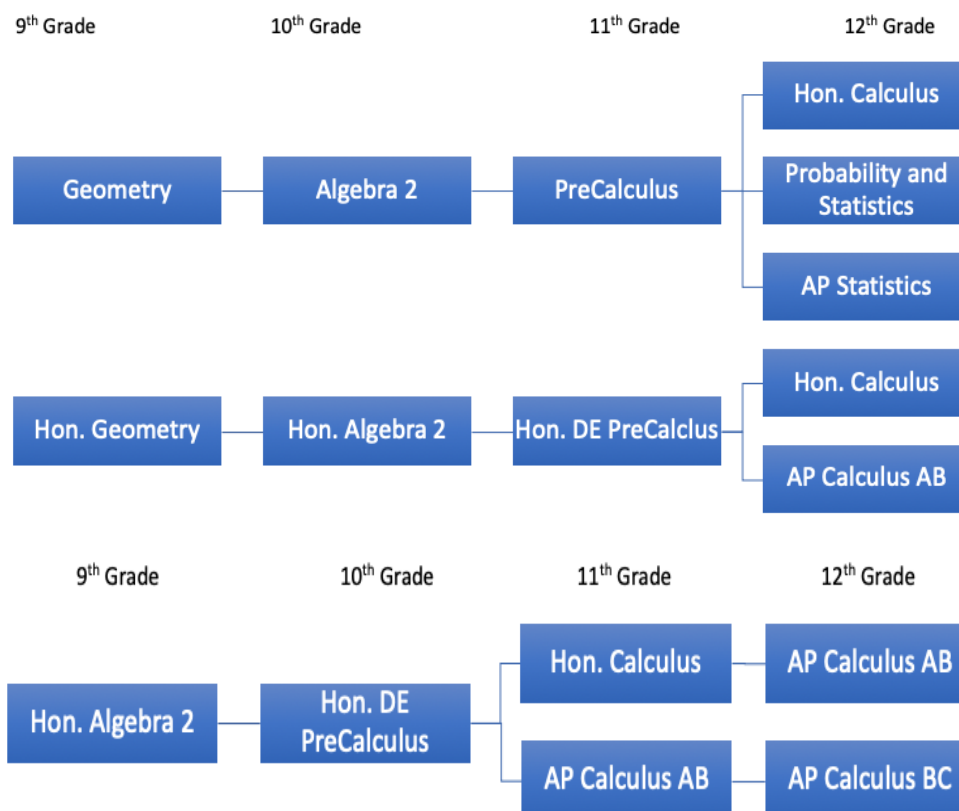 9th Grade 10th Grade 11th Grade 12th Grade
Hon. Calculus
Geometry Algebra 2 PreCalculus
Probability and
Statistics
AP Statistics
Hon. Calculus
Hon. Geometry Hon. Algebra 2 Hon. DE PreCalclus
AP Calculus AB
9th Grade 10th Grade 11th Grade 12th Grade
Hon. Calculus AP Calculus AB
Hon. Algebra 2
Hon. DE
PreCalculus
AP Calculus AB AP Calculus BC